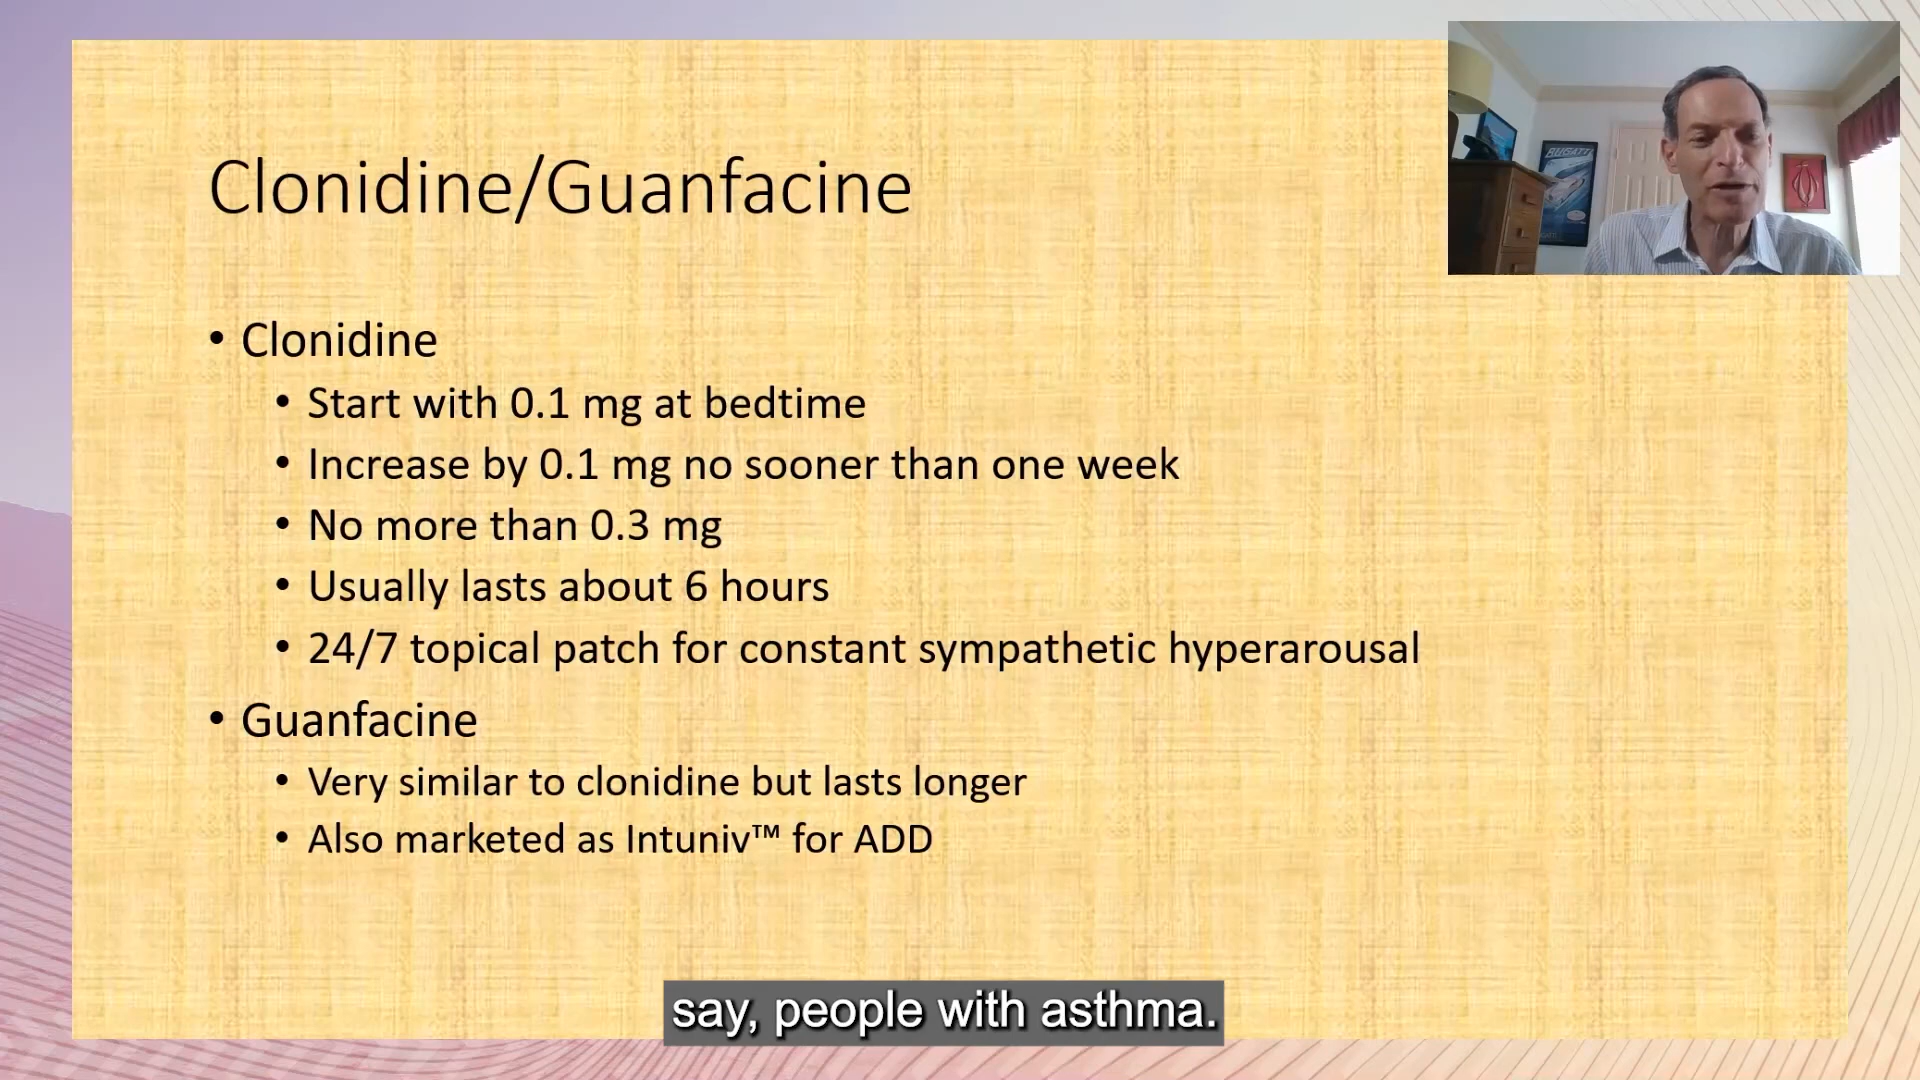 BUGATTI
Clonidine/Guanfacine
• Clonidine
• Start with 0.1 mg at bedtime
• Increase by 0.1 mg no sooner than one week
• No more than 0.3 mg
• Usually lasts about 6 hours
• 24/7 topical patch for constant sympathetic hyperarousal
• Guanfacine
• Very similar to clonidine but lasts longer
• Also marketed as Intuniv™ for ADD
say, people with asthma.